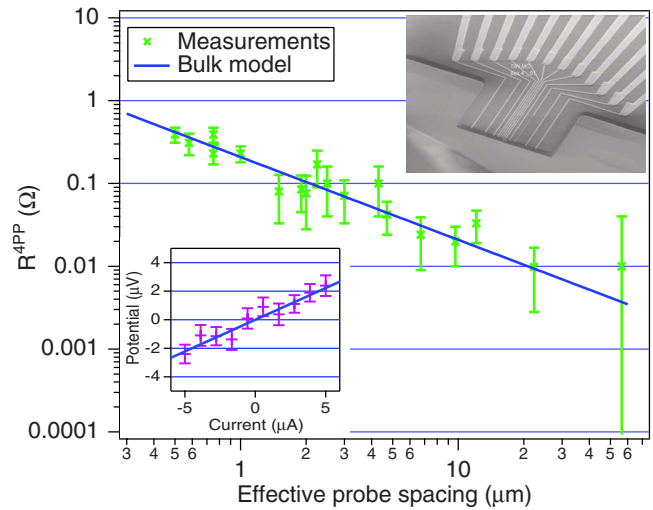 10
1
0.1
0.01
0.001
0.0001
R4PP (Ω)
Measurements
Bulk model
4
2
0
-2
-4
Potential (μV)
-5 0 5
Current (μA)
3 4 5 6 2 3 4 5 6 2 3 4 5 6
1 10
Effective probe spacing (μm)